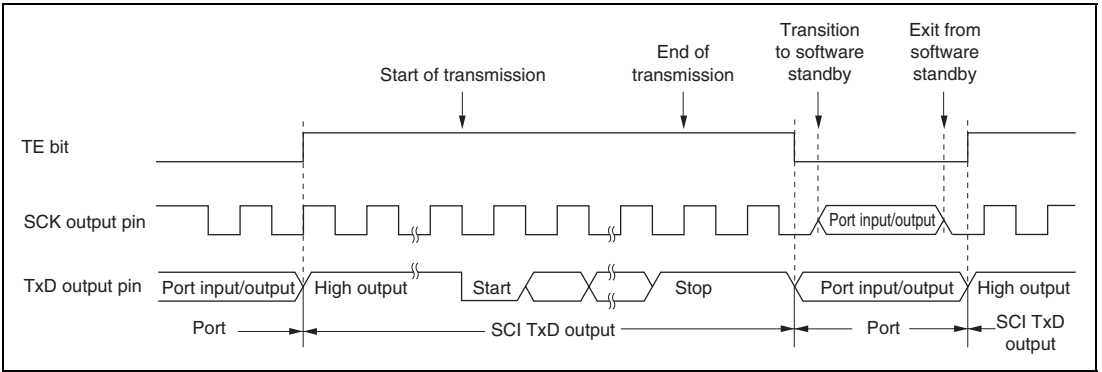 Transition
to software
standby
Exit from
software
standby
End of
transmission
Start of transmission
TE bit
SCK output pin
Port input/output
TxD output pin
Port input/output
High output
Start
Stop
Port input/output
High output
Port
SCI TxD output
Port
SCI TxD
output